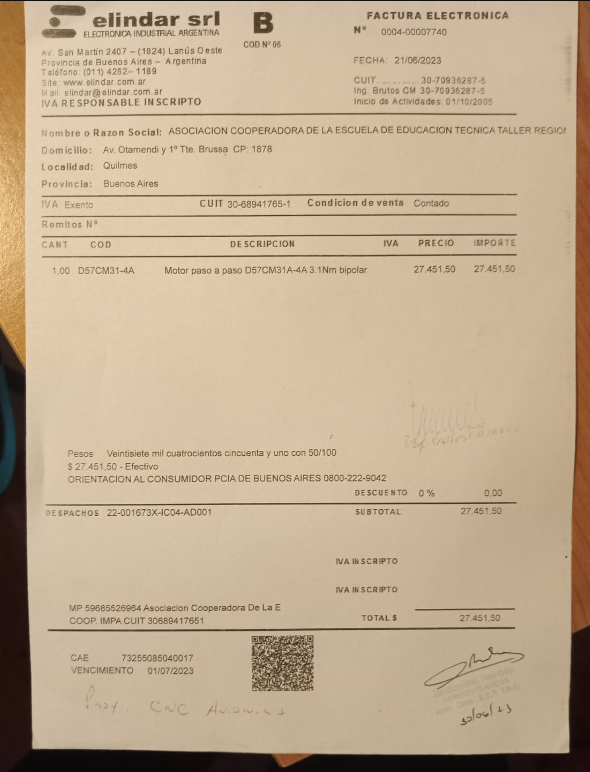 elindar srl
ELECTRONICA INDUSTRIAL ARGENTINA
Av. San Martín 2407 – (1824) Lanús Oeste
Provincia de Buenos Aires – Argentina
Teléfono: (011) 4262– 1189
Site: www.elindar.com.ar
Mail: elindar@elindar.com.ar
IVA RESPONSABLE INSCRIPTO
B
COD Nº 06
FACTURA ELECTRONICA
Nº 0004-00007740
FECHA: 21/06/2023
CUIT.............. 30-70936287-5
Ing. Brutos CM 30-70936287-5
Inicio de Actividades: 01/10/2005
Nombre o Razon Social: ASOCIACION COOPERADORA DE LA ESCUELA DE EDUCACION TECNICA TALLER REGIO
Domicilio: Av. Otamendi y 1º Tte. Brussa CP: 1878
Localidad: Quilmes
Provincia: Buenos Aires
IVA Exento CUIT 30-68941765-1 Condicion de venta Contado
Remitos Nº
CANT COD DESCRIPCION IVA PRECIO IMPORTE
1,00 D57CM31-4A Motor paso a paso D57CM31A-4A 3.1Nm bipolar 27.451,50 27.451,50
Pesos Veintisiete mil cuatrocientos cincuenta y uno con 50/100
$ 27.451,50 - Efectivo
ORIENTACION AL CONSUMIDOR PCIA DE BUENOS AIRES 0800-222-9042
DESCUENTO 0 % 0,00
DESPACHOS 22-001673X-IC04-AD001 SUBTOTAL 27.451,50
IVA INSCRIPTO
IVA INSCRIPTO
MP 59685526964 Asociacion Cooperadora De La E
COOP. IMPA CUIT 30689417651 TOTAL $ 27.451,50
CAE 73255085040017
VENCIMIENTO 01/07/2023
CNC
30/06/23